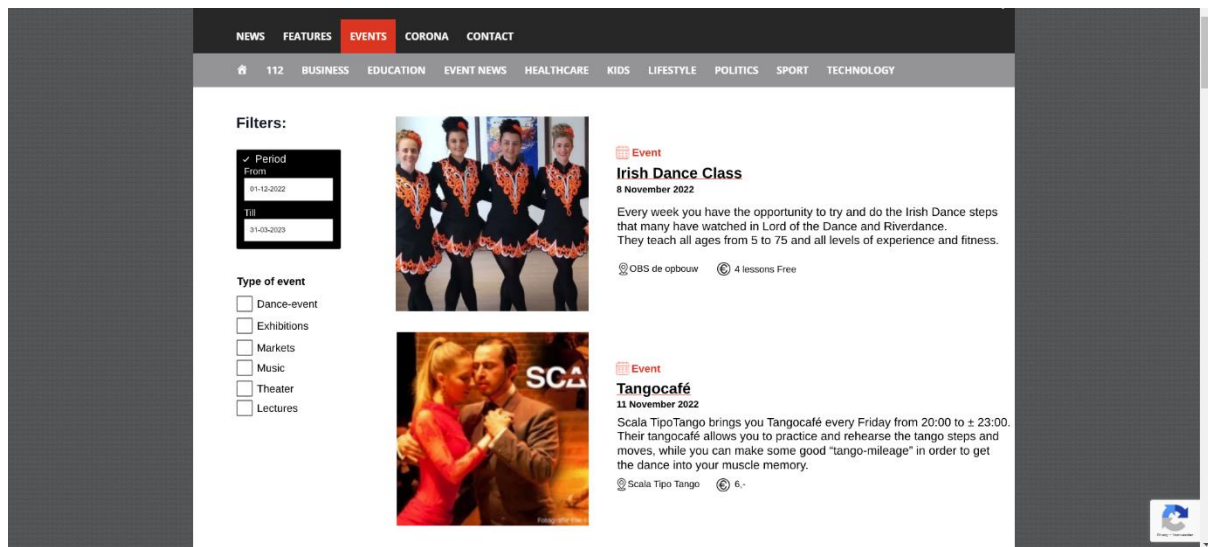 NEWS FEATURES EVENTS CORONA CONTACT
112 BUSINESS EDUCATION EVENT NEWS HEALTHCARE KIDS LIFESTYLE POLITICS SPORT TECHNOLOGY
Filters:
✓ Period
From
01-12-2022
Till
31-03-2023
Type of event
Dance-event
Exhibitions
Markets
Music
Theater
Lectures
Event
Irish Dance Class
8 November 2022
Every week you have the opportunity to try and do the Irish Dance steps
that many have watched in Lord of the Dance and Riverdance.
They teach all ages from 5 to 75 and all levels of experience and fitness.
OBS de opbouw € 4 lessons Free
SCA
Event
Tangocafé
11 November 2022
Scala TipoTango brings you Tangocafé every Friday from 20:00 to ± 23:00.
Their tangocafé allows you to practice and rehearse the tango steps and
moves, while you can make some good “tango-mileage” in order to get
the dance into your muscle memory.
Scala Tipo Tango € 6,-